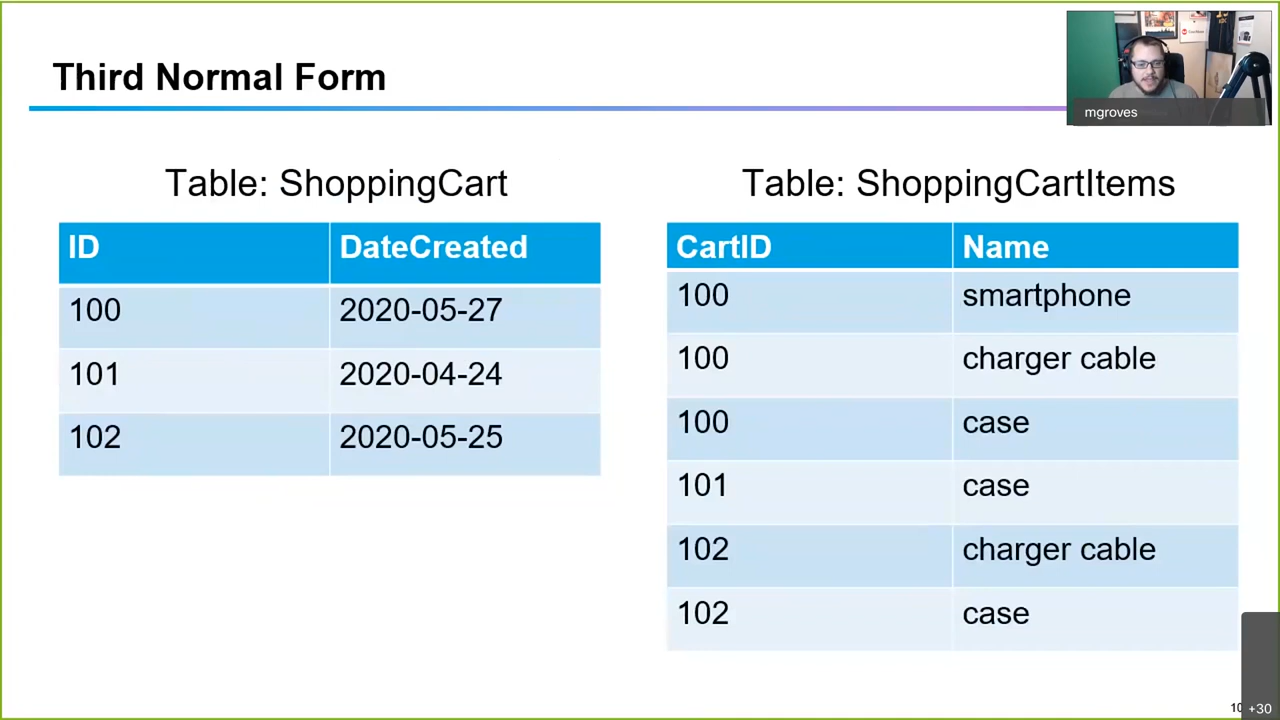 Third Normal Form
mgroves
Table: ShoppingCart
ID DateCreated
100 2020-05-27
101 2020-04-24
102 2020-05-25
Table: ShoppingCartItems
CartID Name
100 smartphone
100 charger cable
100 case
101 case
102 charger cable
102 case
10
+30